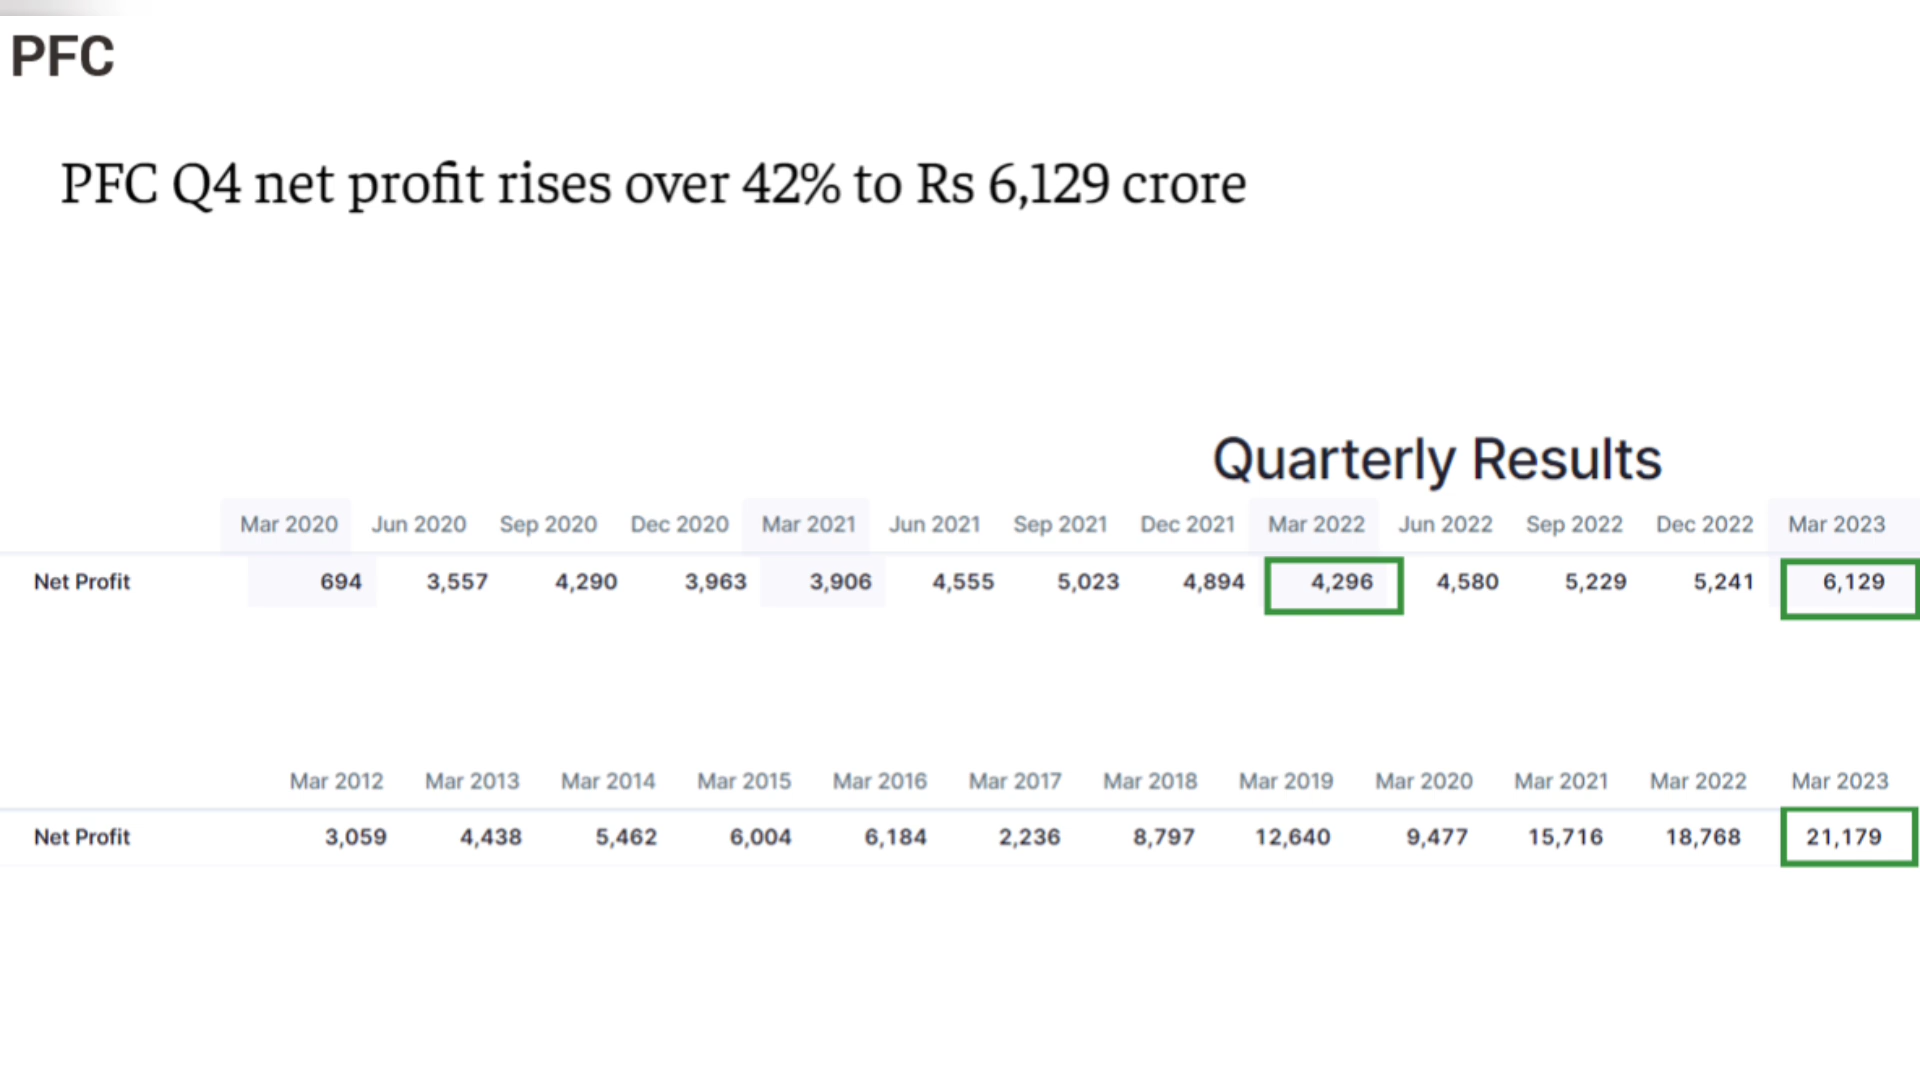 PFC
PFC Q4 net profit rises over 42% to Rs 6,129 crore
Quarterly Results
Mar 2020 Jun 2020 Sep 2020 Dec 2020 Mar 2021 Jun 2021 Sep 2021 Dec 2021 Mar 2022 Jun 2022 Sep 2022 Dec 2022 Mar 2023
Net Profit 694 3,557 4,290 3,963 3,906 4,555 5,023 4,894 4,296 4,580 5,229 5,241 6,129
Mar 2012 Mar 2013 Mar 2014 Mar 2015 Mar 2016 Mar 2017 Mar 2018 Mar 2019 Mar 2020 Mar 2021 Mar 2022 Mar 2023
Net Profit 3,059 4,438 5,462 6,004 6,184 2,236 8,797 12,640 9,477 15,716 18,768 21,179